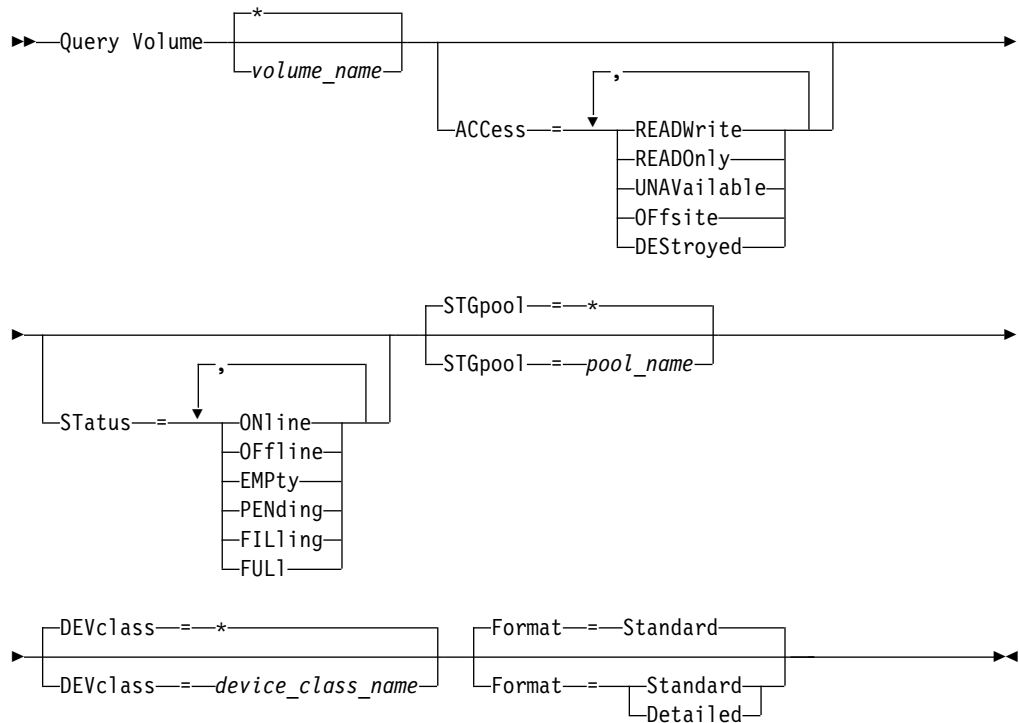 Query Volume * 
volume_name
ACCess = , READWrite
READOnly
UNAVailable
OFfsite
DEStroyed
STatus = , ONline
OFfline
EMPty
PENding
FILling
FULl
STGpool = *
STGpool = pool_name
DEVclass = *
DEVclass = device_class_name
Format = Standard
Format = Standard
Detailed